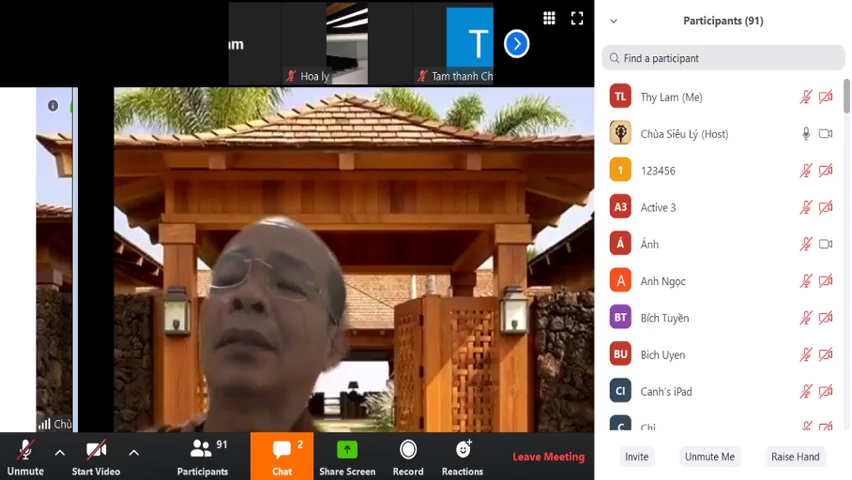 am
T
Hoa ly
Tam thanh Ch
Chù
Unmute
Start Video
91
Participants
2
Chat
Share Screen
Record
Reactions
Leave Meeting
Participants (91)
Find a participant
TL Thy Lam (Me)
Chùa Siêu Lý (Host)
1 123456
A3 Active 3
Á Ánh
A Anh Ngọc
BT Bích Tuyền
BU Bich Uyen
CI Canh's iPad
C Chi
Invite
Unmute Me
Raise Hand